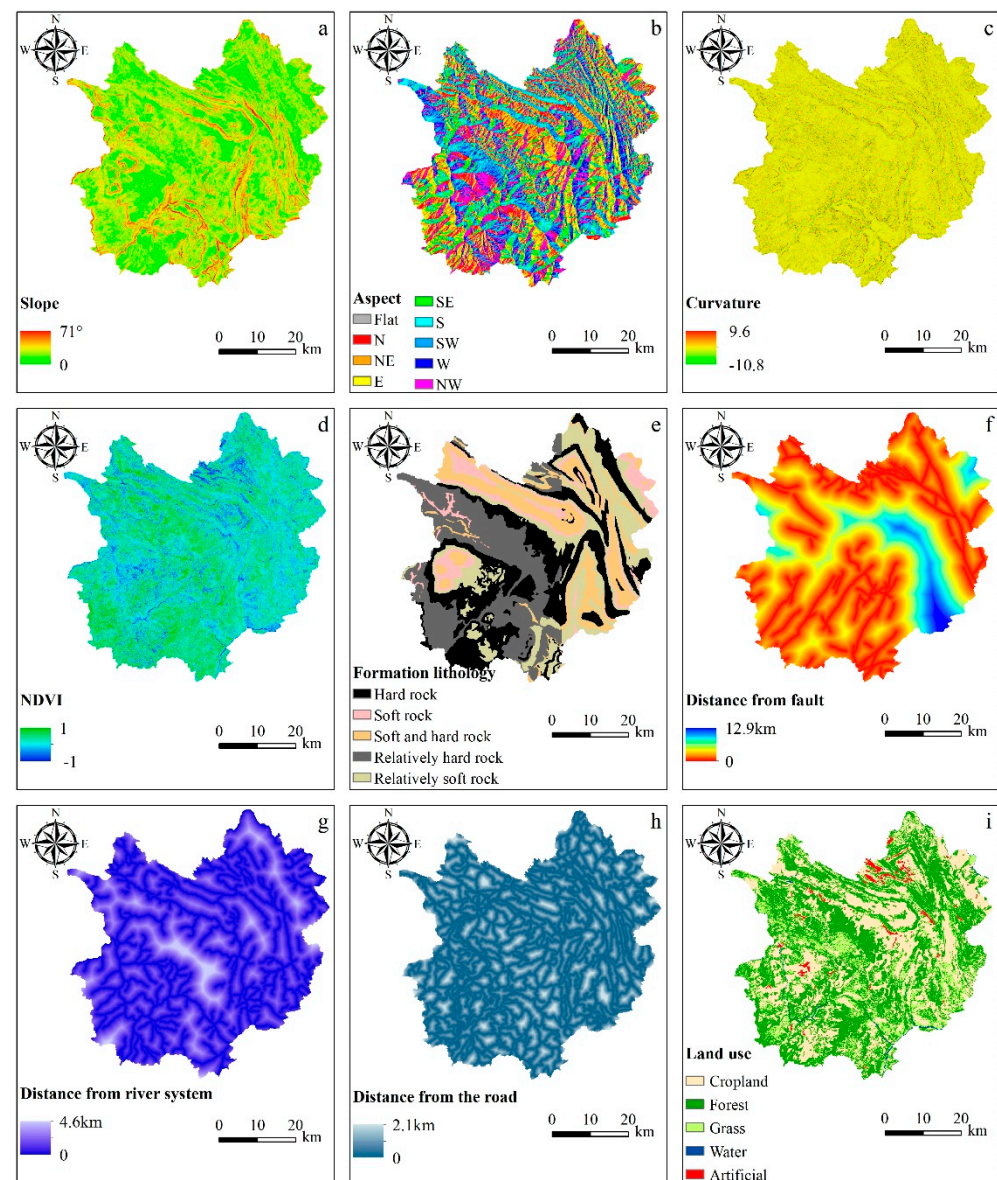 N
W E
S
a
Slope
71°
0
0 10 20
km
N
W E
S
b
Aspect
Flat
N
NE
E
SE
S
SW
W
NW
0 10 20
km
N
W E
S
c
Curvature
9.6
-10.8
0 10 20
km
N
W E
S
d
NDVI
1
-1
0 10 20
km
N
W E
S
e
Formation lithology
Hard rock
Soft rock
Soft and hard rock
Relatively hard rock
Relatively soft rock
0 10 20
km
N
W E
S
f
Distance from fault
12.9km
0
0 10 20
km
N
W E
S
g
Distance from river system
4.6km
0
0 10 20
km
N
W E
S
h
Distance from the road
2.1km
0
0 10 20
km
N
W E
S
i
Land use
Cropland
Forest
Grass
Water
Artificial
0 10 20
km